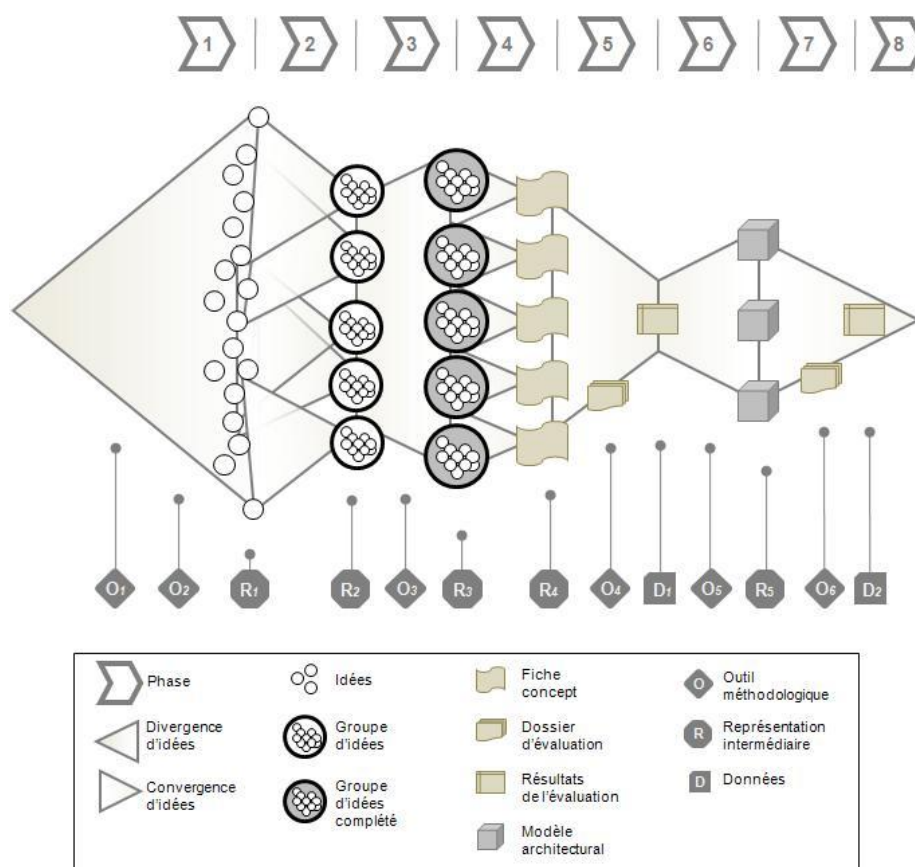 1 2 3 4 5 6 7 8
O1 O2 R1 R2 O3 R3 R4 O4 D1 O5 R5 O6 D2
Phase
Divergence
d'idées
Convergence
d'idées
Idées
Groupe
d'idées
Groupe
d'idées
complété
Fiche
concept
Dossier
d'évaluation
Résultats
de l'évaluation
Modèle
architectural
O
Outil
méthodologique
R
Représentation
intermédiaire
D
Données